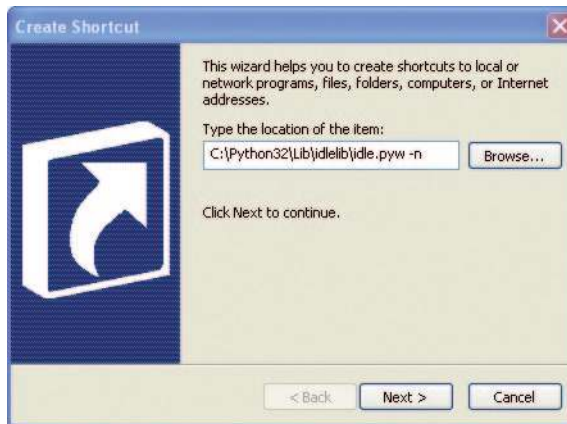 Create Shortcut
This wizard helps you to create shortcuts to local or
network programs, files, folders, computers, or Internet
addresses.
Type the location of the item:
C:\Python32\Lib\idlelib\idle.pyw -n
Browse...
Click Next to continue.
< Back
Next >
Cancel